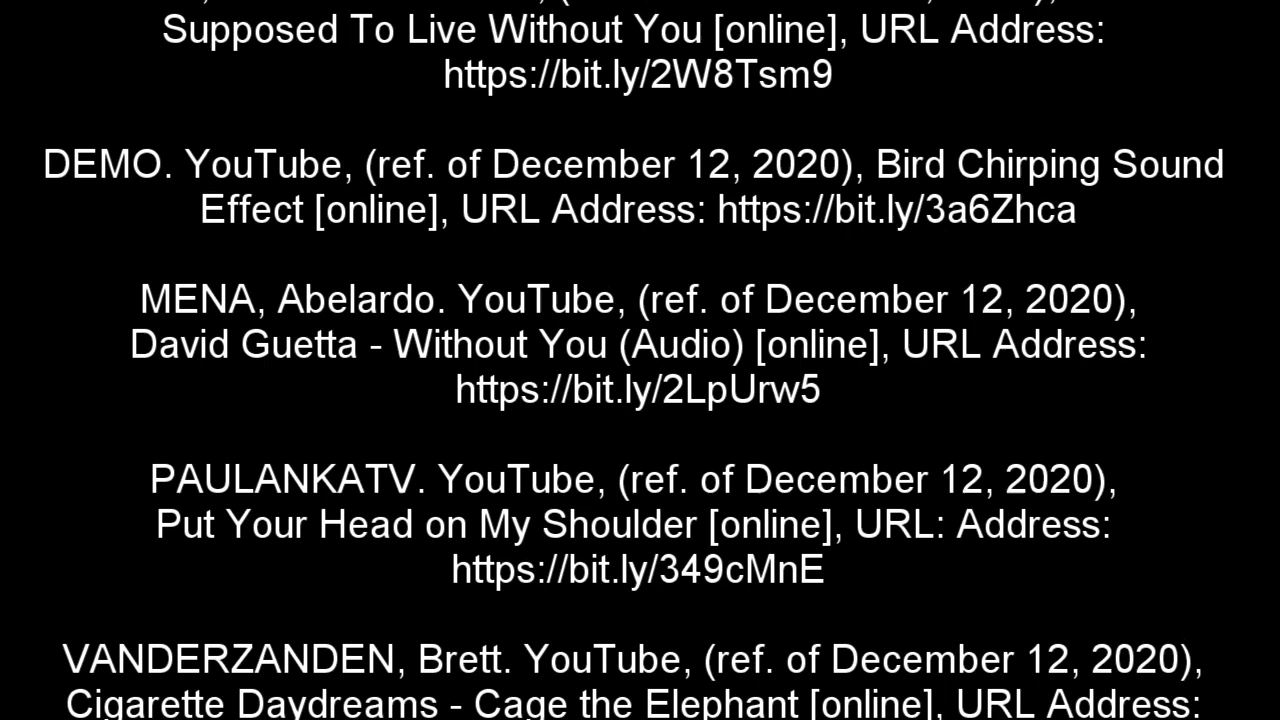 Supposed To Live Without You [online], URL Address:
https://bit.ly/2W8Tsm9
DEMO. YouTube, (ref. of December 12, 2020), Bird Chirping Sound
Effect [online], URL Address: https://bit.ly/3a6Zhca
MENA, Abelardo. YouTube, (ref. of December 12, 2020),
David Guetta - Without You (Audio) [online], URL Address:
https://bit.ly/2LpUrw5
PAULANKATV. YouTube, (ref. of December 12, 2020),
Put Your Head on My Shoulder [online], URL: Address:
https://bit.ly/349cMnE
VANDERZANDEN, Brett. YouTube, (ref. of December 12, 2020),
Cigarette Daydreams - Cage the Elephant [online], URL Address: